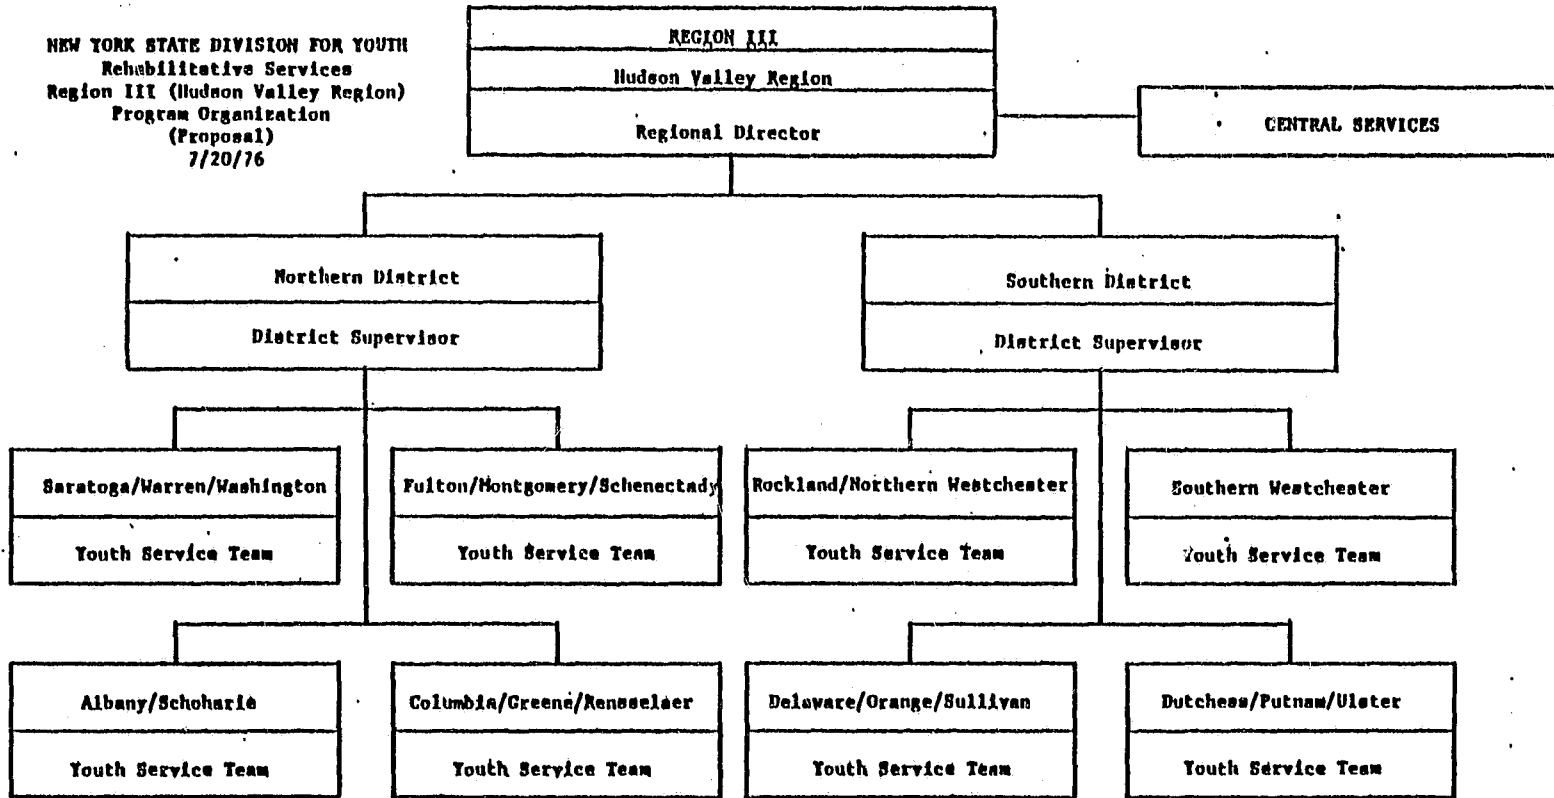 NEW YORK STATE DIVISION FOR YOUTH
Rehabilitative Services
Region III (Hudson Valley Region)
Program Organization
(Proposal)
7/20/76
REGION III
Hudson Valley Region
Regional Director
CENTRAL SERVICES
Northern District
District Supervisor
Southern District
District Supervisor
Saratoga/Warren/Washington
Youth Service Team
Fulton/Montgomery/Schenectady
Youth Service Team
Rockland/Northern Westchester
Youth Service Team
Southern Westchester
Youth Service Team
Albany/Schoharie
Youth Service Team
Columbia/Greene/Rensselaer
Youth Service Team
Delaware/Orange/Sullivan
Youth Service Team
Dutchess/Putnam/Ulster
Youth Service Team